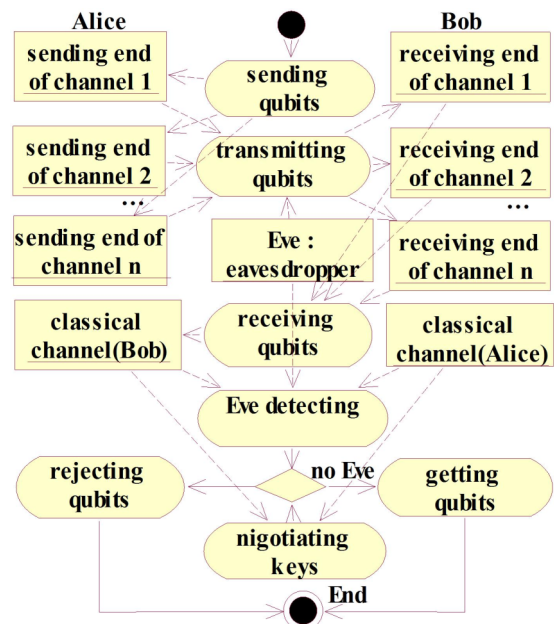 Alice
Bob
sending end
of channel 1
sending
qubits
receiving end
of channel 1
sending end
of channel 2
...
transmitting
qubits
receiving end
of channel 2
...
sending end of
channel n
Eve :
eavesdropper
receiving end
of channel n
classical
channel(Bob)
receiving
qubits
classical
channel(Alice)
Eve detecting
rejecting
qubits
no Eve
getting
qubits
nigotiating
keys
End